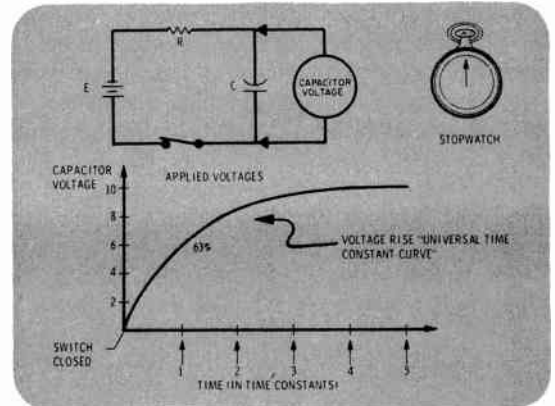 R
E
C
CAPACITOR
VOLTAGE
STOPWATCH
CAPACITOR
VOLTAGE
APPLIED VOLTAGES
10
8
6
4
2
63%
VOLTAGE RISE "UNIVERSAL TIME
CONSTANT CURVE"
SWITCH
CLOSED
1 2 3 4 5
TIME (IN TIME CONSTANTS)